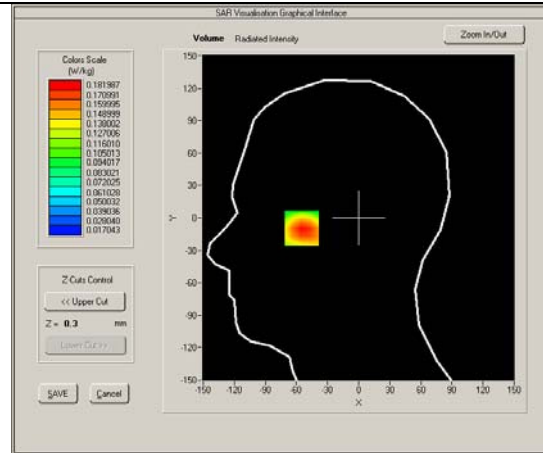 SAR Visualisation Graphical Interface
Volume Radiated Intensity
Zoom In/Out
Colors Scale
(W/kg)
0.181987
0.170991
0.159995
0.148999
0.138002
0.127006
0.116010
0.105013
0.094017
0.083021
0.072025
0.061028
0.050032
0.039036
0.028040
0.017043
150
120
90
60
30
0
-30
-60
-90
-120
-150
Y
-150 -120 -90 -60 -30 0 30 60 90 120 150
X
Z Cuts Control
<< Upper Cut
Z = 0.3 mm
Lower Cut >>
SAVE Cancel